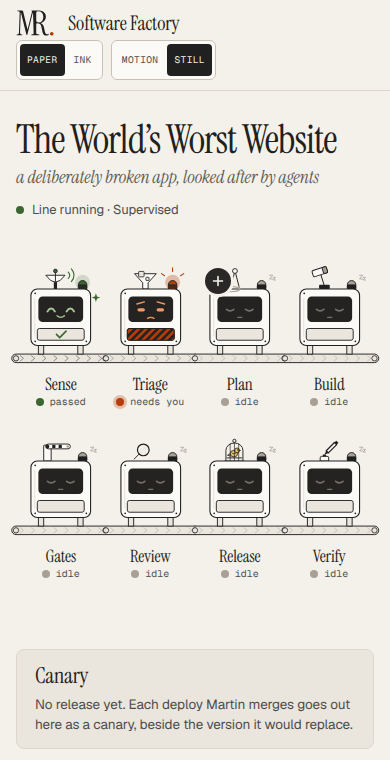 MR. Software Factory
PAPER INK MOTION STILL
The World's Worst Website
a deliberately broken app, looked after by agents
Line running · Supervised
Sense Triage Plan Build
passed needs you idle idle
Gates Review Release Verify
idle idle idle idle
Canary
No release yet. Each deploy Martin merges goes out
here as a canary, beside the version it would replace.